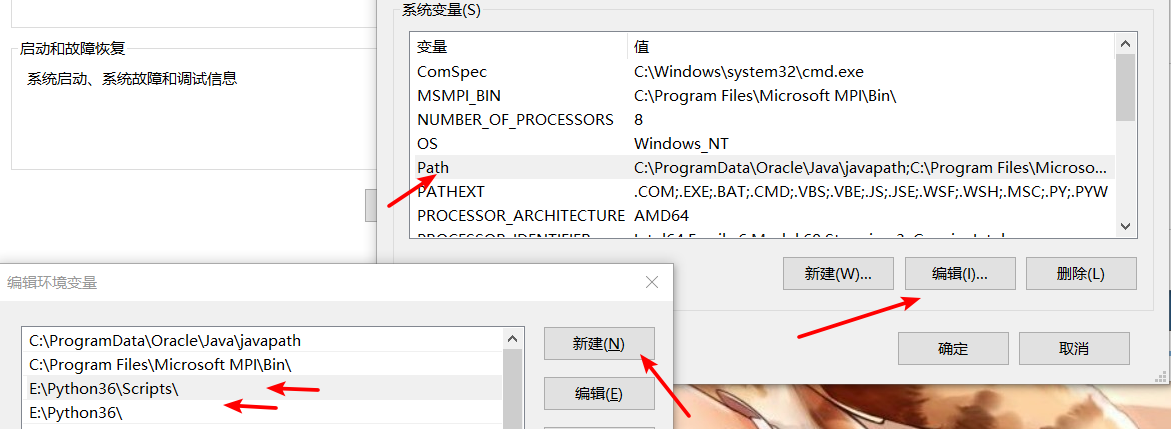 系统变量(S)
变量 值
ComSpec C:\Windows\system32\cmd.exe
MSMPI_BIN C:\Program Files\Microsoft MPI\Bin\
NUMBER_OF_PROCESSORS 8
OS Windows_NT
Path C:\ProgramData\Oracle\Java\javapath;C:\Program Files\Microso...
PATHEXT .COM;.EXE;.BAT;.CMD;.VBS;.VBE;.JS;.JSE;.WSF;.WSH;.MSC;.PY;.PYW
PROCESSOR_ARCHITECTURE AMD64
新建(W)... 编辑(I)... 删除(L)
确定 取消
启动和故障恢复
系统启动、系统故障和调试信息
编辑环境变量
C:\ProgramData\Oracle\Java\javapath
C:\Program Files\Microsoft MPI\Bin\
E:\Python36\Scripts\
E:\Python36\
新建(N)
编辑(E)